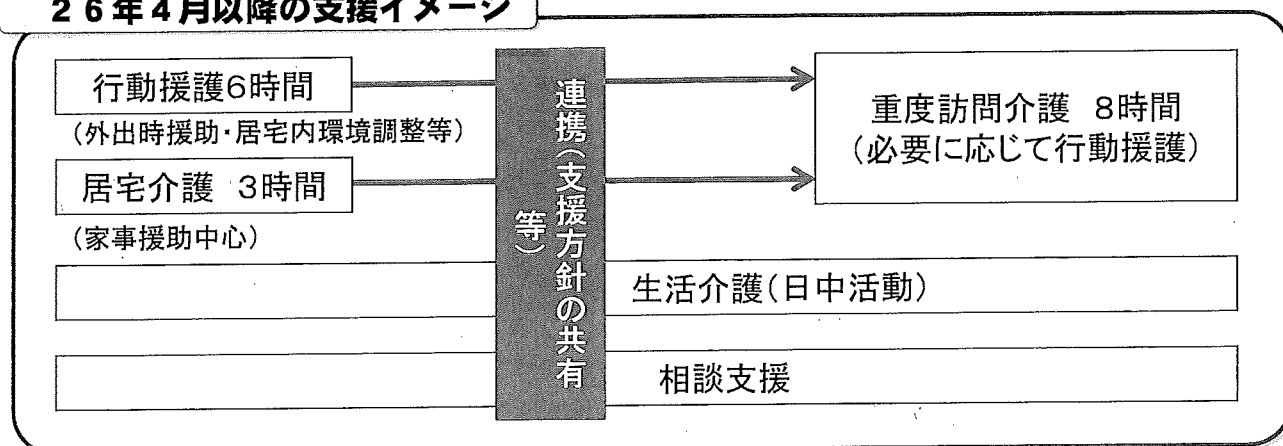 26年4月以降の支援イメージ
行動援護6時間
(外出時援助・居宅内環境調整等)
居宅介護 3時間
(家事援助中心)
連携(支援方針の共有
等)
重度訪問介護 8時間
(必要に応じて行動援護)
生活介護(日中活動)
相談支援